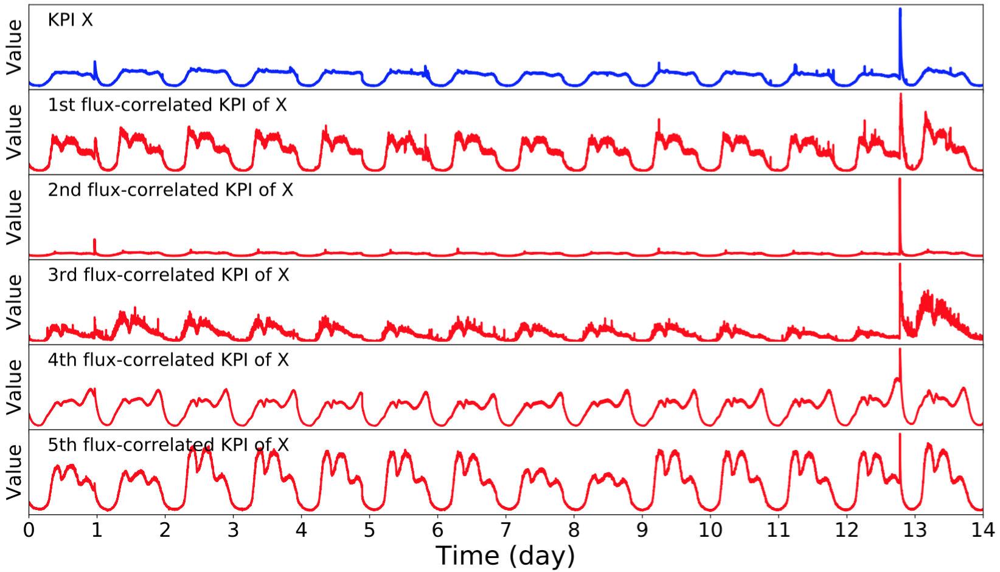 Value
KPI X
Value
1st flux-correlated KPI of X
Value
2nd flux-correlated KPI of X
Value
3rd flux-correlated KPI of X
Value
4th flux-correlated KPI of X
Value
5th flux-correlated KPI of X
0 1 2 3 4 5 6 7 8 9 10 11 12 13 14
Time (day)